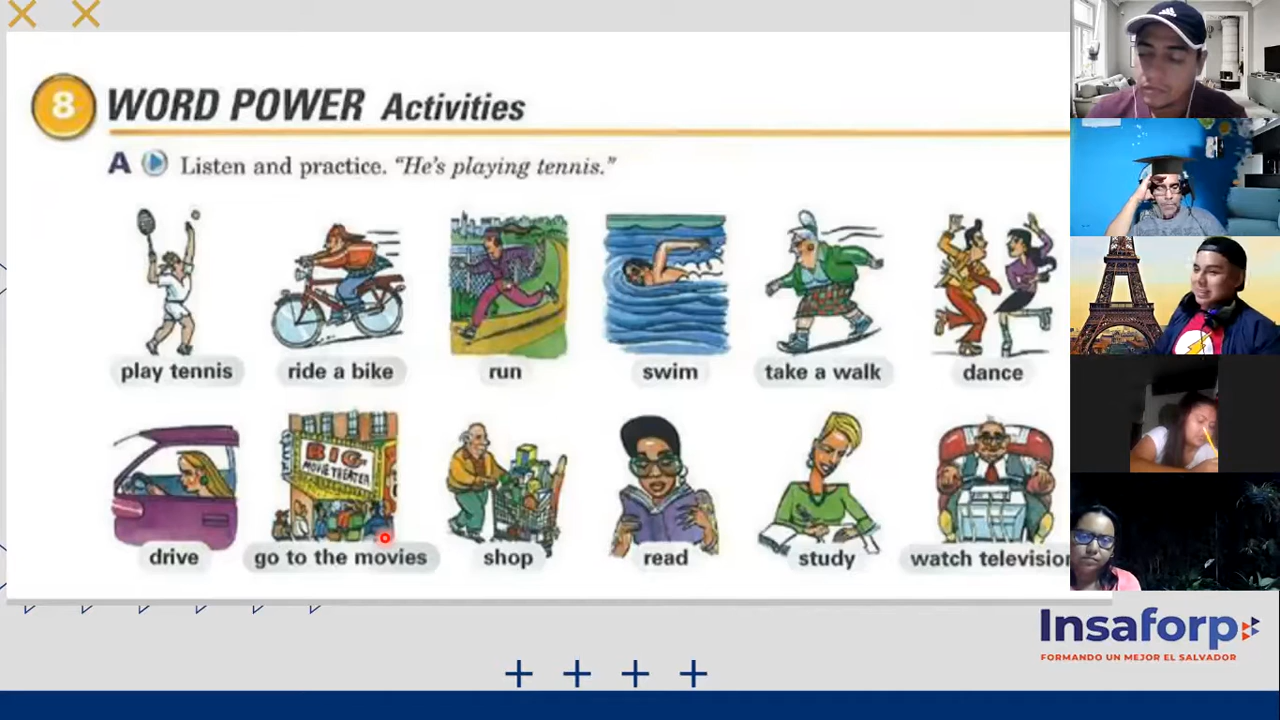 8 WORD POWER Activities
A Listen and practice. "He's playing tennis."
play tennis
ride a bike
run
swim
take a walk
dance
BIG
MOVIE THEATER
drive
go to the movies
shop
read
study
watch television
Insaforp
FORMANDO UN MEJOR EL SALVADOR